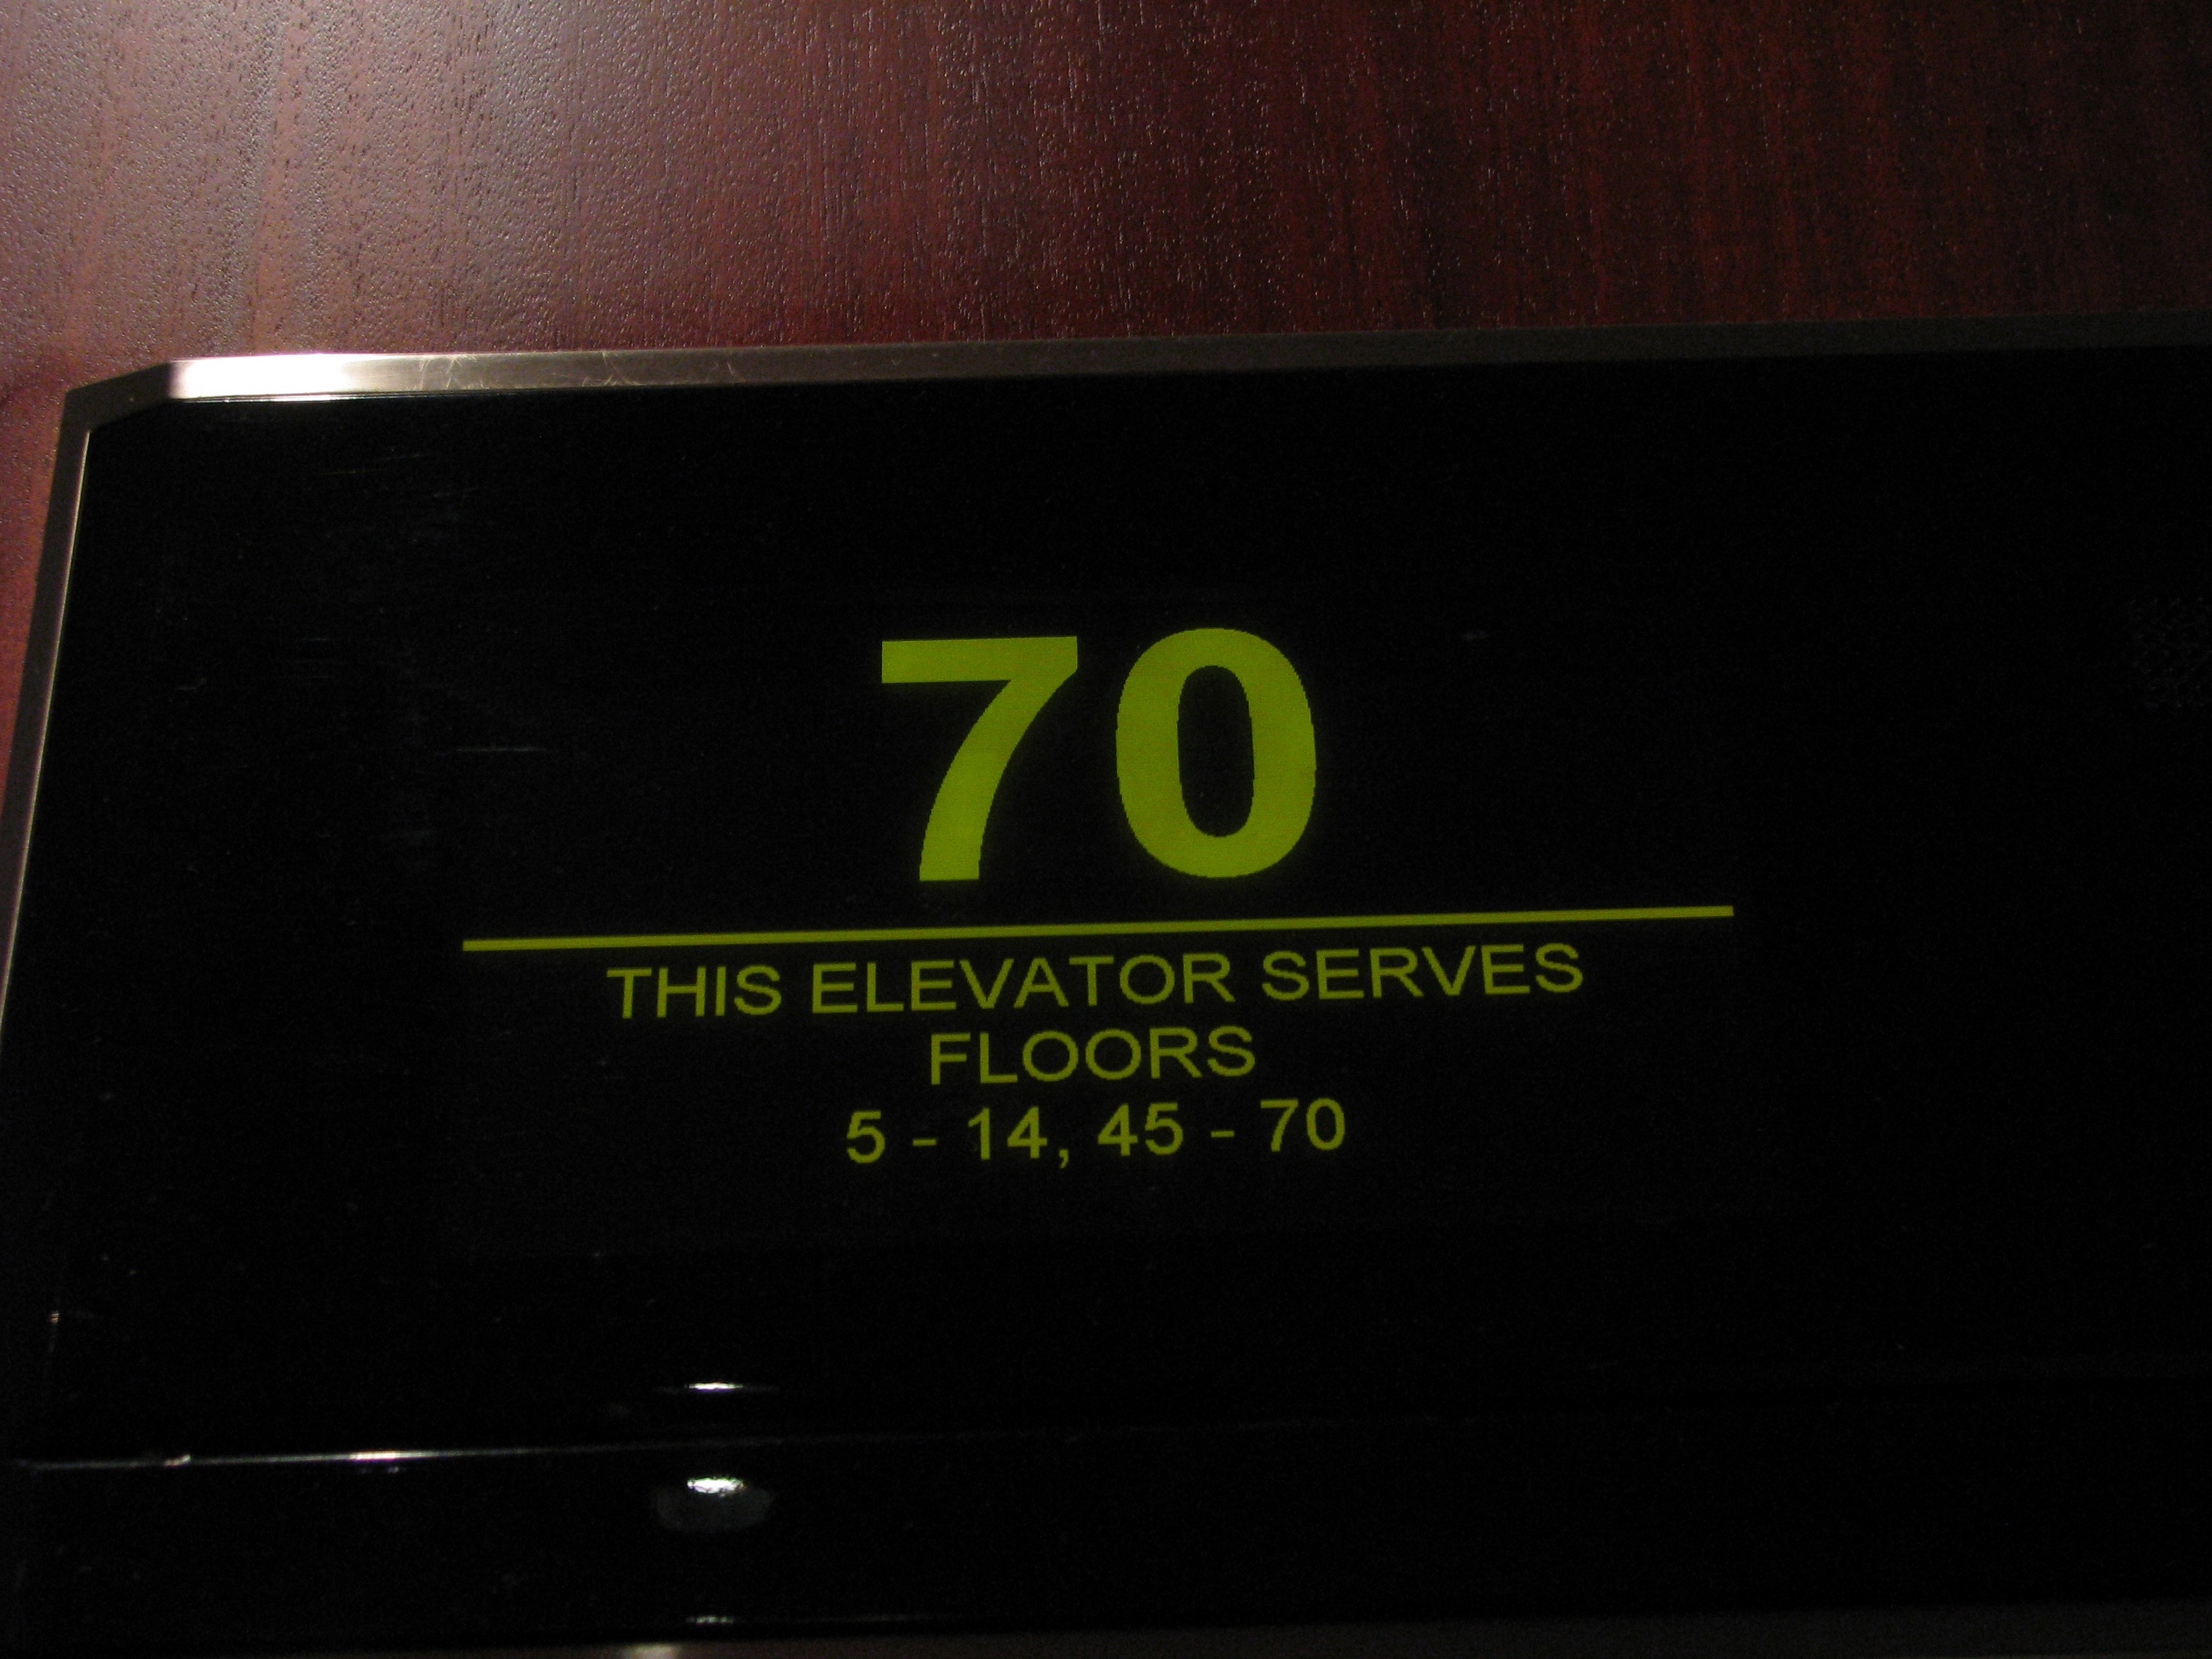 70
THIS ELEVATOR SERVES
FLOORS
5 - 14, 45 - 70